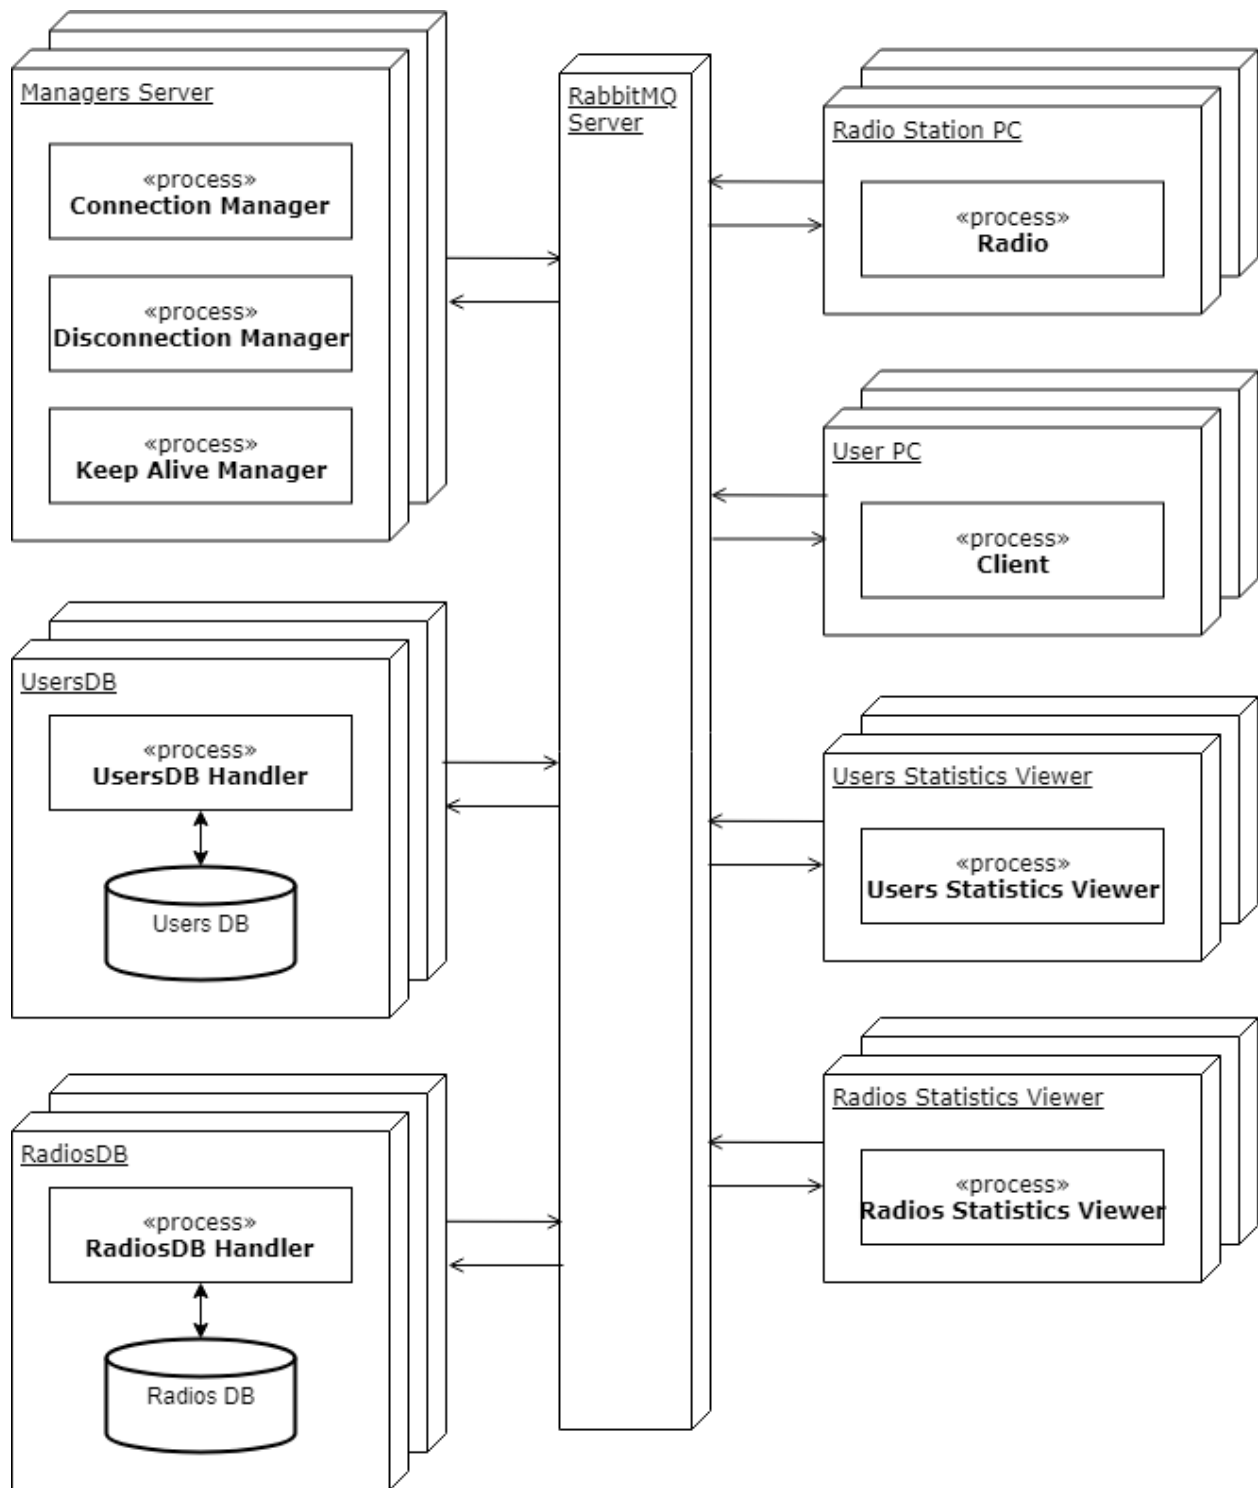 Managers Server
«process»
Connection Manager
«process»
Disconnection Manager
«process»
Keep Alive Manager
UsersDB
«process»
UsersDB Handler
Users DB
RadiosDB
«process»
RadiosDB Handler
Radios DB
RabbitMQ
Server
Radio Station PC
«process»
Radio
User PC
«process»
Client
Users Statistics Viewer
«process»
Users Statistics Viewer
Radios Statistics Viewer
«process»
Radios Statistics Viewer